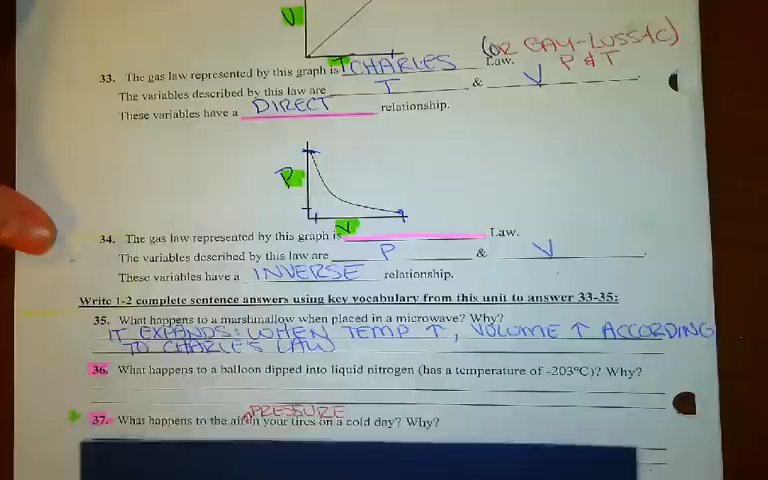 V
T
(OR GAY-LUSSAC)
33. The gas law represented by this graph is CHARLES Law. P & T
The variables described by this law are T & V
These variables have a DIRECT relationship.
P
V
34. The gas law represented by this graph is Law.
The variables described by this law are P & V
These variables have a INVERSE relationship.
Write 1-2 complete sentence answers using key vocabulary from this unit to answer 33-35:
35. What happens to a marshmallow when placed in a microwave? Why?
IT EXPANDS: WHEN TEMP ↑, VOLUME ↑ ACCORDING
TO CHARLE'S LAW
36. What happens to a balloon dipped into liquid nitrogen (has a temperature of -203°C)? Why?
PRESSURE
37. What happens to the air in your tires on a cold day? Why?